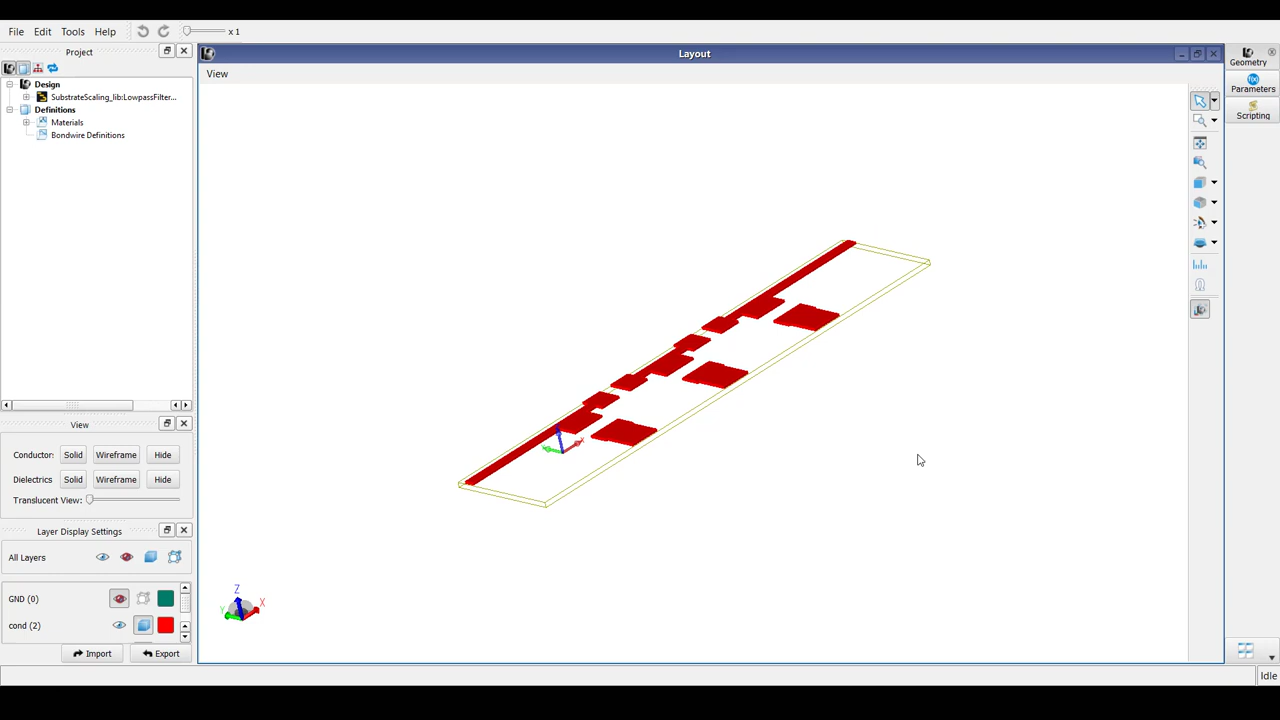 File Edit Tools Help x 1
Project
Design
SubstrateScaling_lib:LowpassFilter...
Definitions
Materials
Bondwire Definitions
View
Conductor: Solid Wireframe Hide
Dielectrics: Solid Wireframe Hide
Translucent View:
Layer Display Settings
All Layers
GND (0)
cond (2)
Import Export
Layout
View
Z
Y
X
x
Geometry
f(x)
Parameters
Scripting
Idle